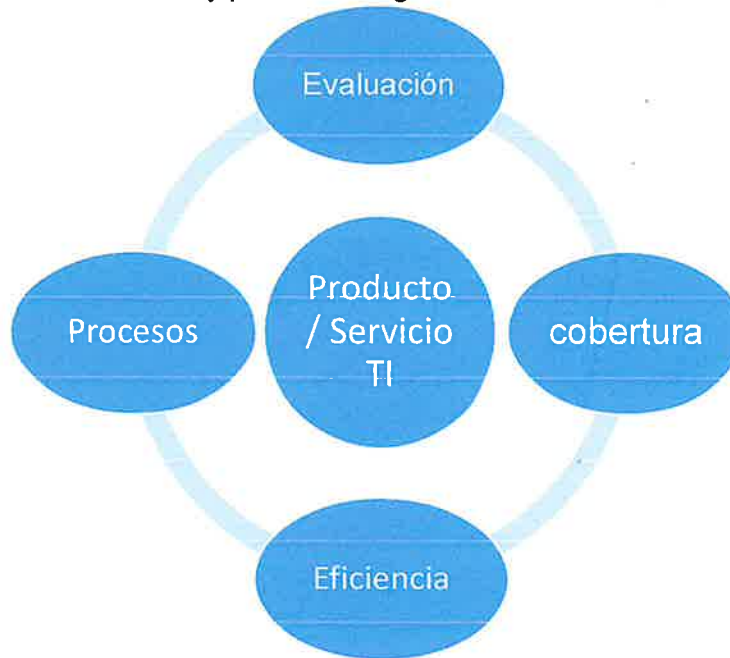 Evaluación
Procesos
Producto
/ Servicio
TI
cobertura
Eficiencia